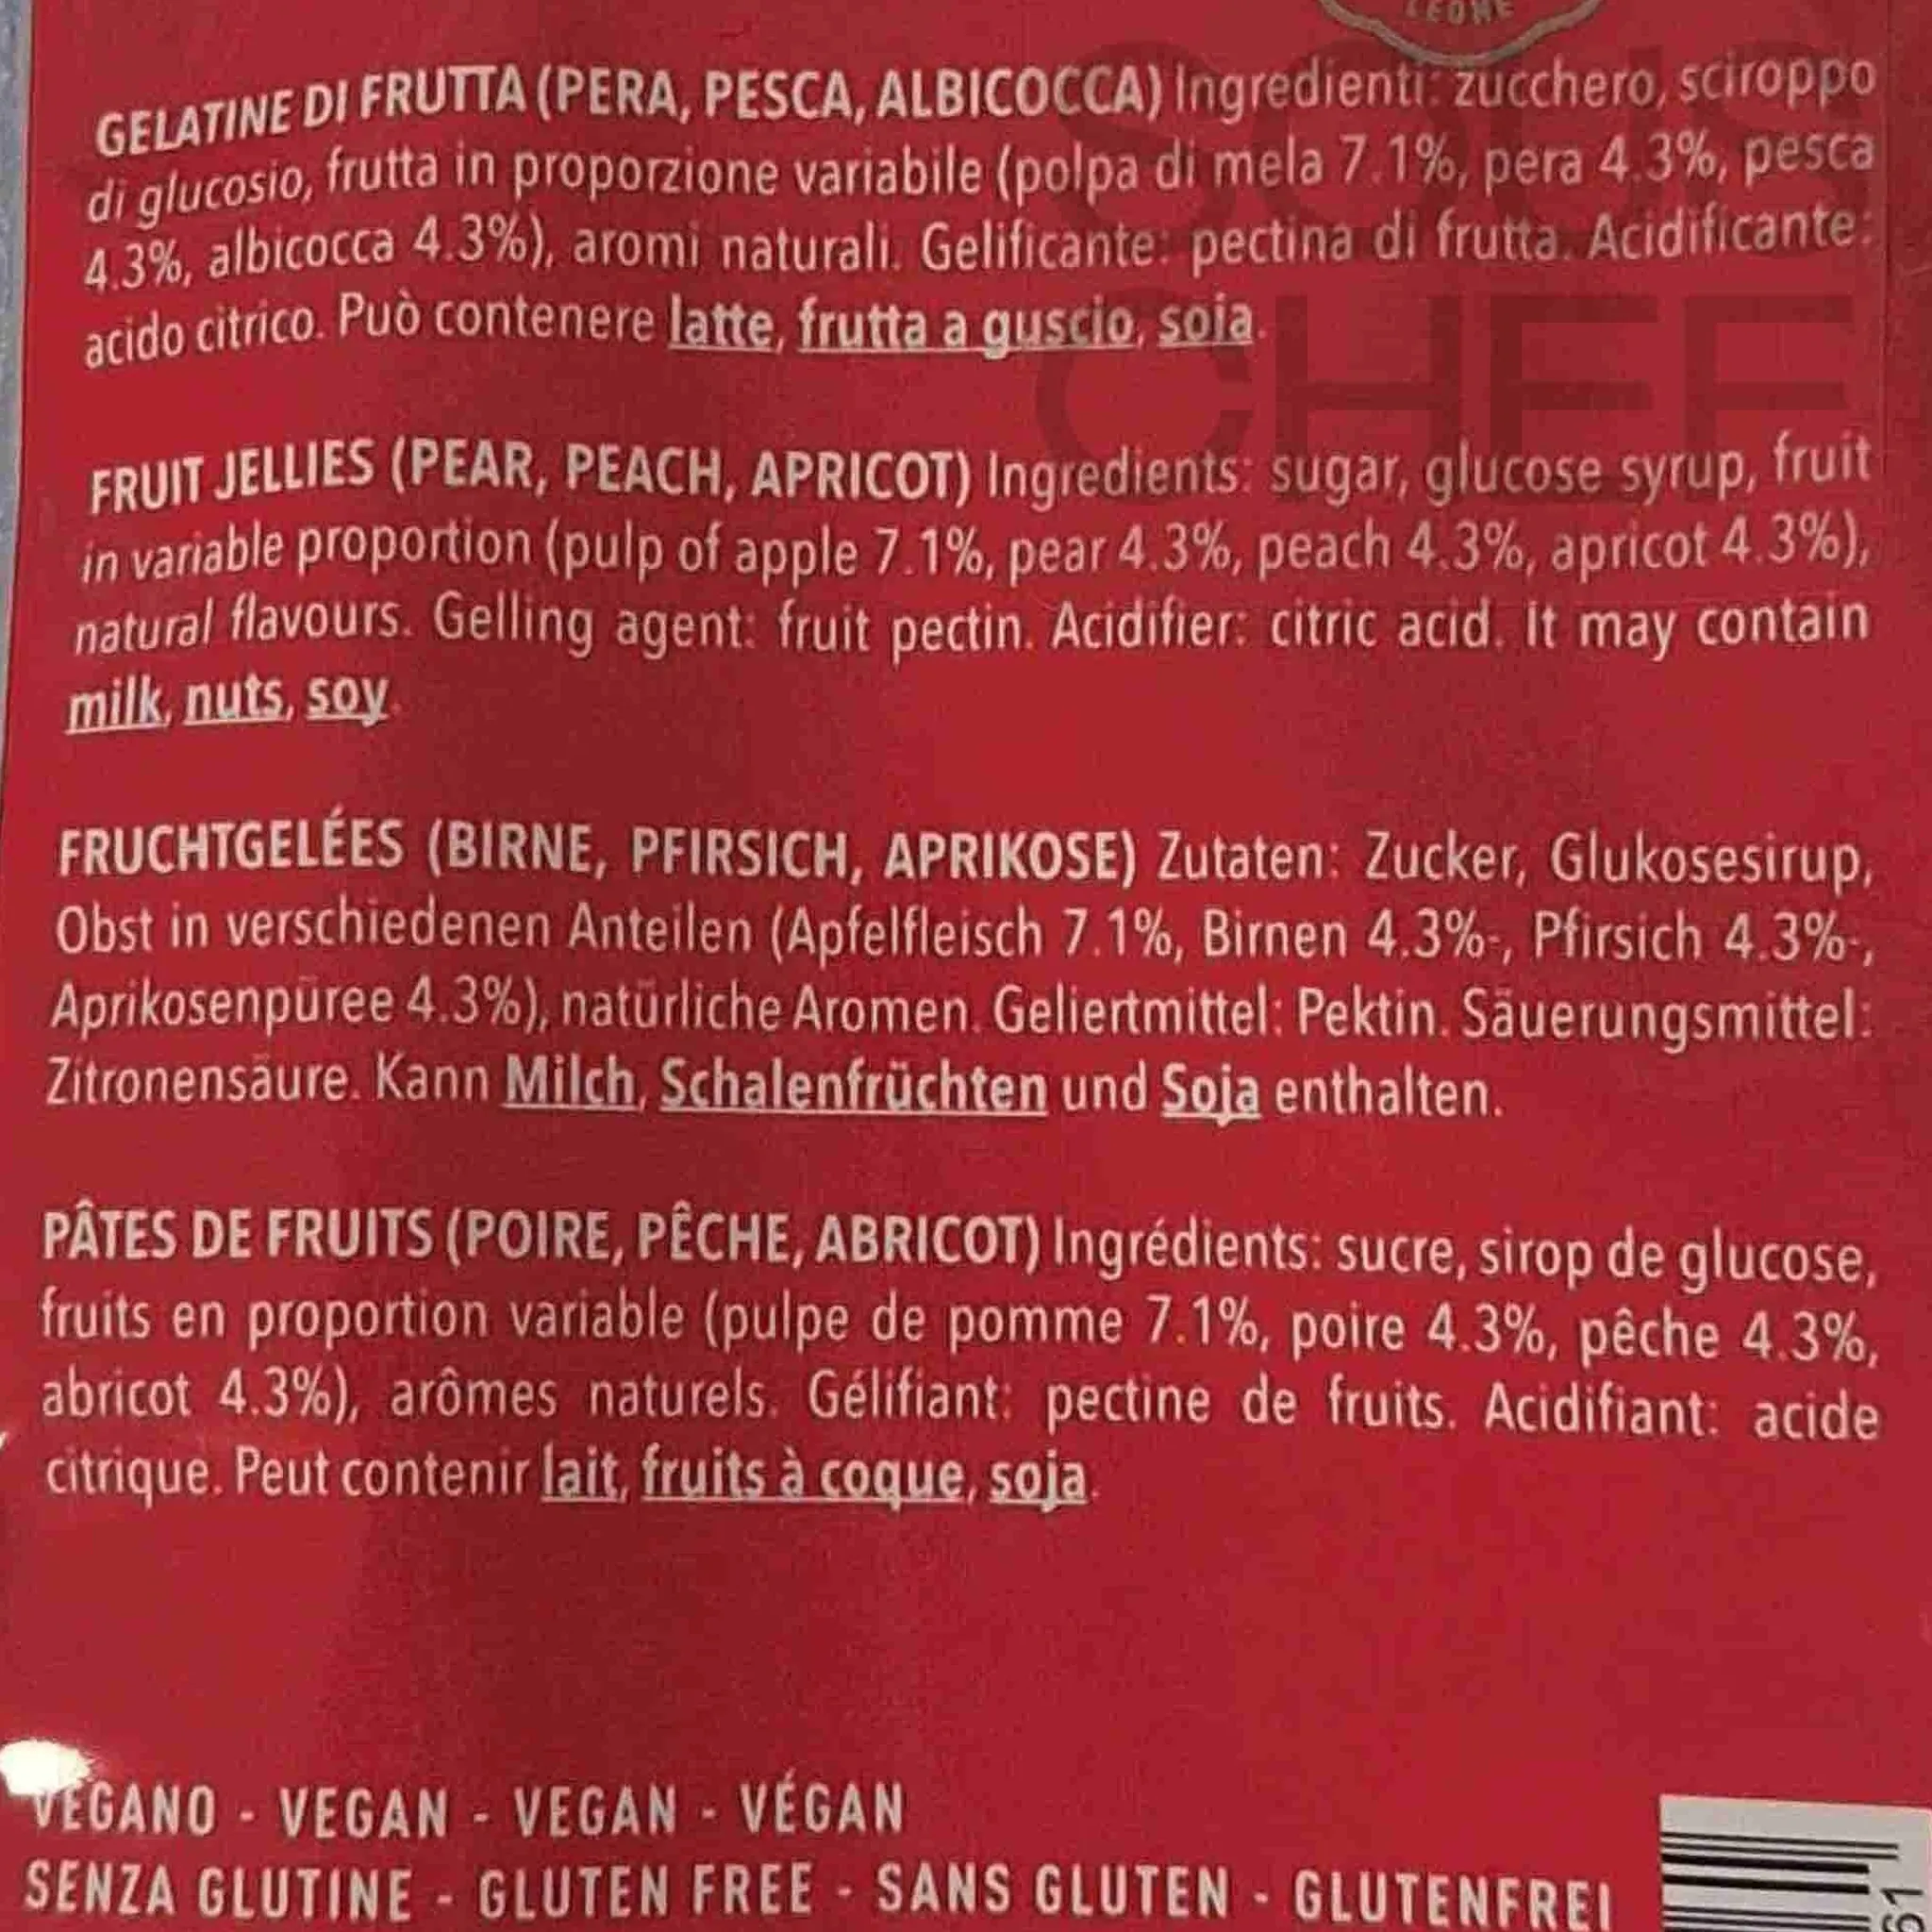 LEONE
SOUS
CHEF
GELATINE DI FRUTTA (PERA, PESCA, ALBICOCCA) Ingredienti: zucchero, sciroppo
di glucosio, frutta in proporzione variabile (polpa di mela 7.1%, pera 4.3%, pesca
4.3%, albicocca 4.3%), aromi naturali. Gelificante: pectina di frutta. Acidificante:
acido citrico. Può contenere latte, frutta a guscio, soia.
FRUIT JELLIES (PEAR, PEACH, APRICOT) Ingredients: sugar, glucose syrup, fruit
in variable proportion (pulp of apple 7.1%, pear 4.3%, peach 4.3%, apricot 4.3%),
natural flavours. Gelling agent: fruit pectin. Acidifier: citric acid. It may contain
milk, nuts, soy.
FRUCHTGELÉES (BIRNE, PFIRSICH, APRIKOSE) Zutaten: Zucker, Glukosesirup,
Obst in verschiedenen Anteilen (Apfelfleisch 7.1%, Birnen 4.3%-, Pfirsich 4.3%-,
Aprikosenpüree 4.3%), natürliche Aromen. Geliertmittel: Pektin. Säuerungsmittel:
Zitronensäure. Kann Milch, Schalenfrüchten und Soja enthalten.
PÂTES DE FRUITS (POIRE, PÊCHE, ABRICOT) Ingrédients: sucre, sirop de glucose,
fruits en proportion variable (pulpe de pomme 7.1%, poire 4.3%, pêche 4.3%,
abricot 4.3%), arômes naturels. Gélifiant: pectine de fruits. Acidifiant: acide
citrique. Peut contenir lait, fruits à coque, soja.
VEGANO - VEGAN - VEGAN - VÉGAN
SENZA GLUTINE - GLUTEN FREE - SANS GLUTEN - GLUTENFREI
61